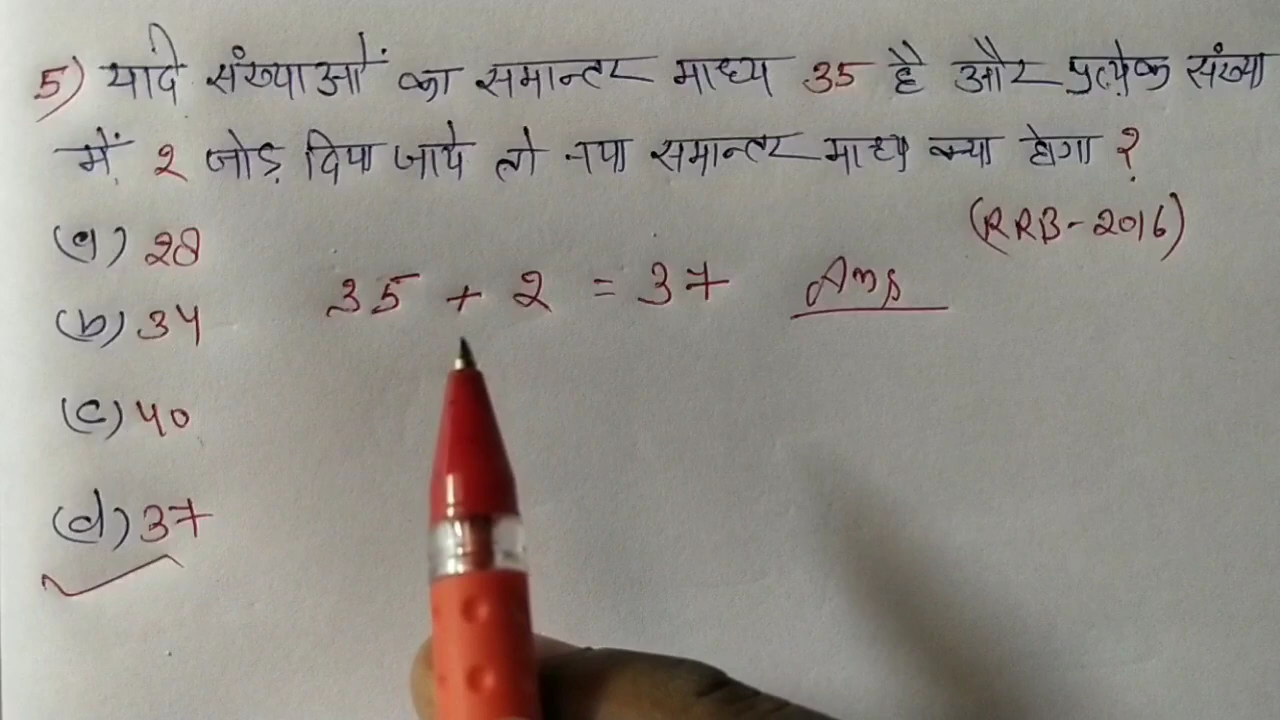 5) यदि संख्याओं का समान्तर माध्य 35 है और प्रत्येक संख्या
में 2 जोड़ दिया जाये तो नया समान्तर माध्य क्या होगा ?
(RRB-2016)
(a) 28
35 + 2 = 37 Ans
(b) 34
(c) 40
(d) 37